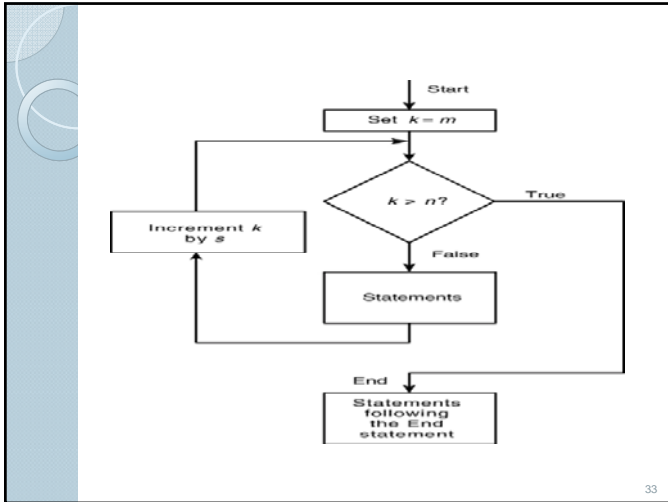 Start
Set k = m
k > n?
True
Increment k
by s
False
Statements
End
Statements
following
the End
statement
33